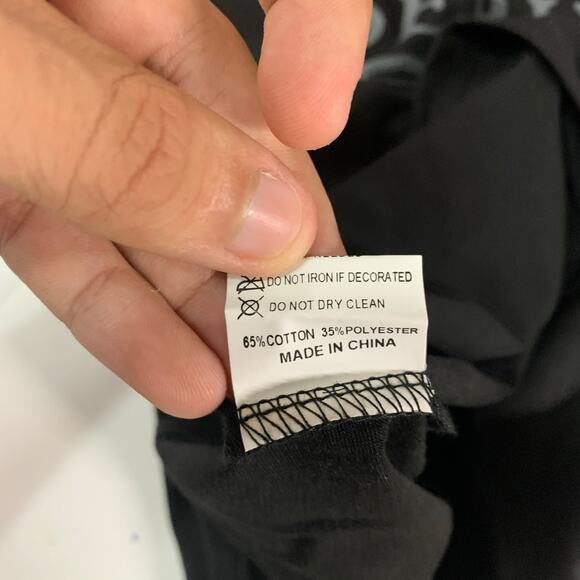 DO NOT IRON IF DECORATED
DO NOT DRY CLEAN
65% COTTON 35% POLYESTER
MADE IN CHINA